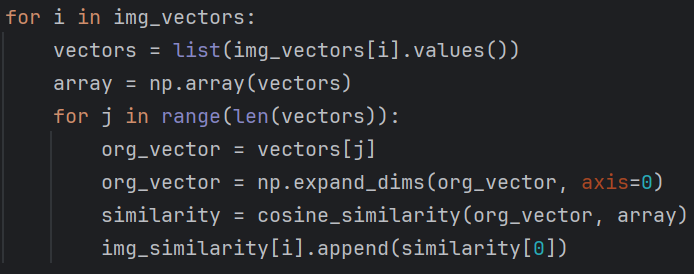 for i in img_vectors:
    vectors = list(img_vectors[i].values())
    array = np.array(vectors)
    for j in range(len(vectors)):
        org_vector = vectors[j]
        org_vector = np.expand_dims(org_vector, axis=0)
        similarity = cosine_similarity(org_vector, array)
        img_similarity[i].append(similarity[0])